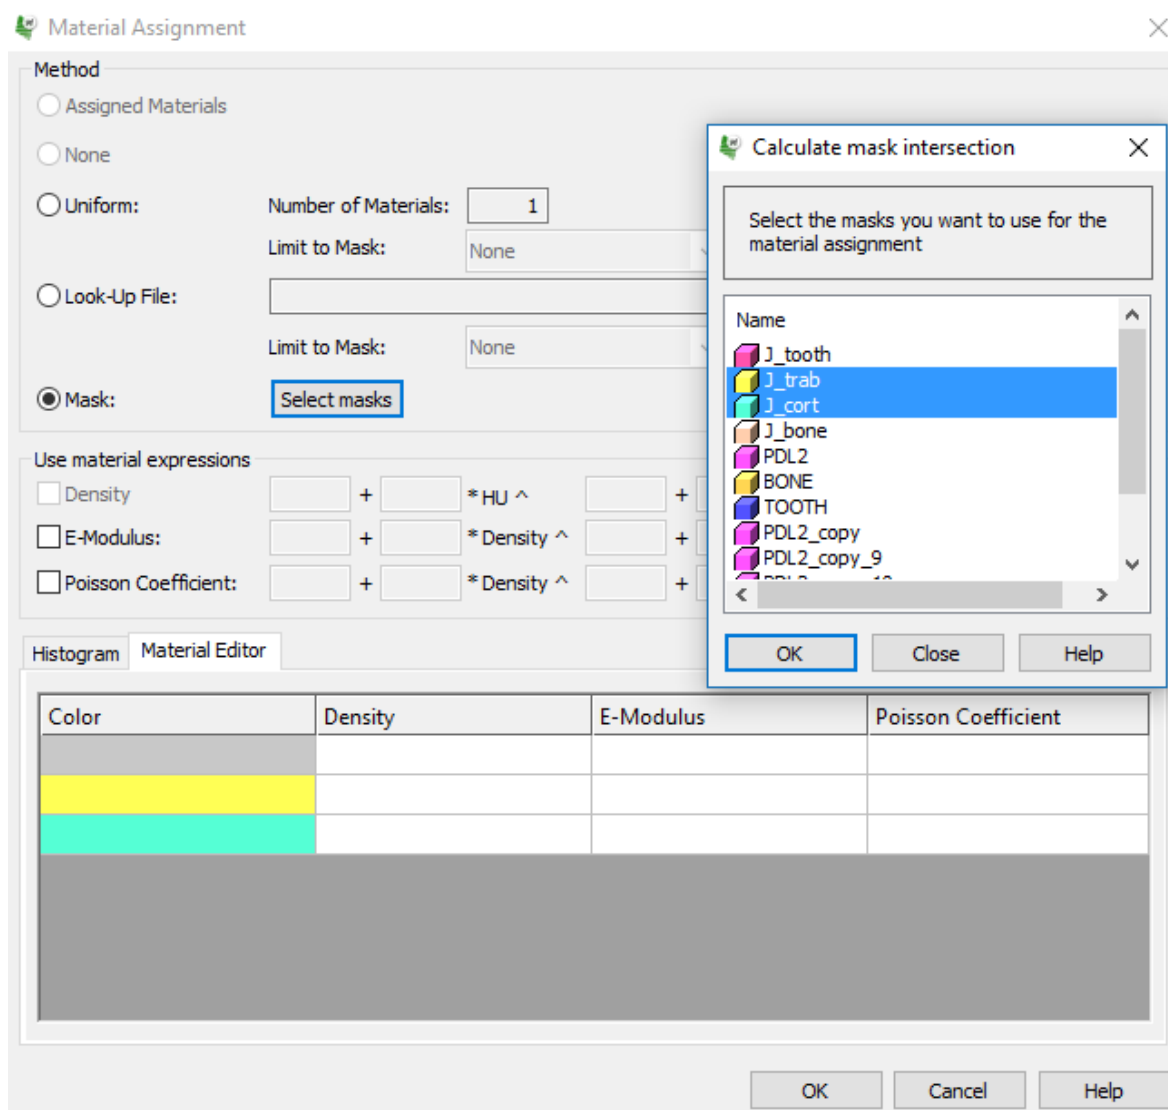 Material Assignment
Method
Assigned Materials
None
Uniform: Number of Materials: 1
Limit to Mask: None
Look-Up File:
Limit to Mask: None
Mask: Select masks
Use material expressions
Density + * HU ^ +
E-Modulus: + * Density ^ +
Poisson Coefficient: + * Density ^ +
Calculate mask intersection
Select the masks you want to use for the
material assignment
Name
J_tooth
J_trab
J_cort
J_bone
PDL2
BONE
TOOTH
PDL2_copy
PDL2_copy_9
OK Close Help
Histogram Material Editor
Color Density E-Modulus Poisson Coefficient
OK Cancel Help